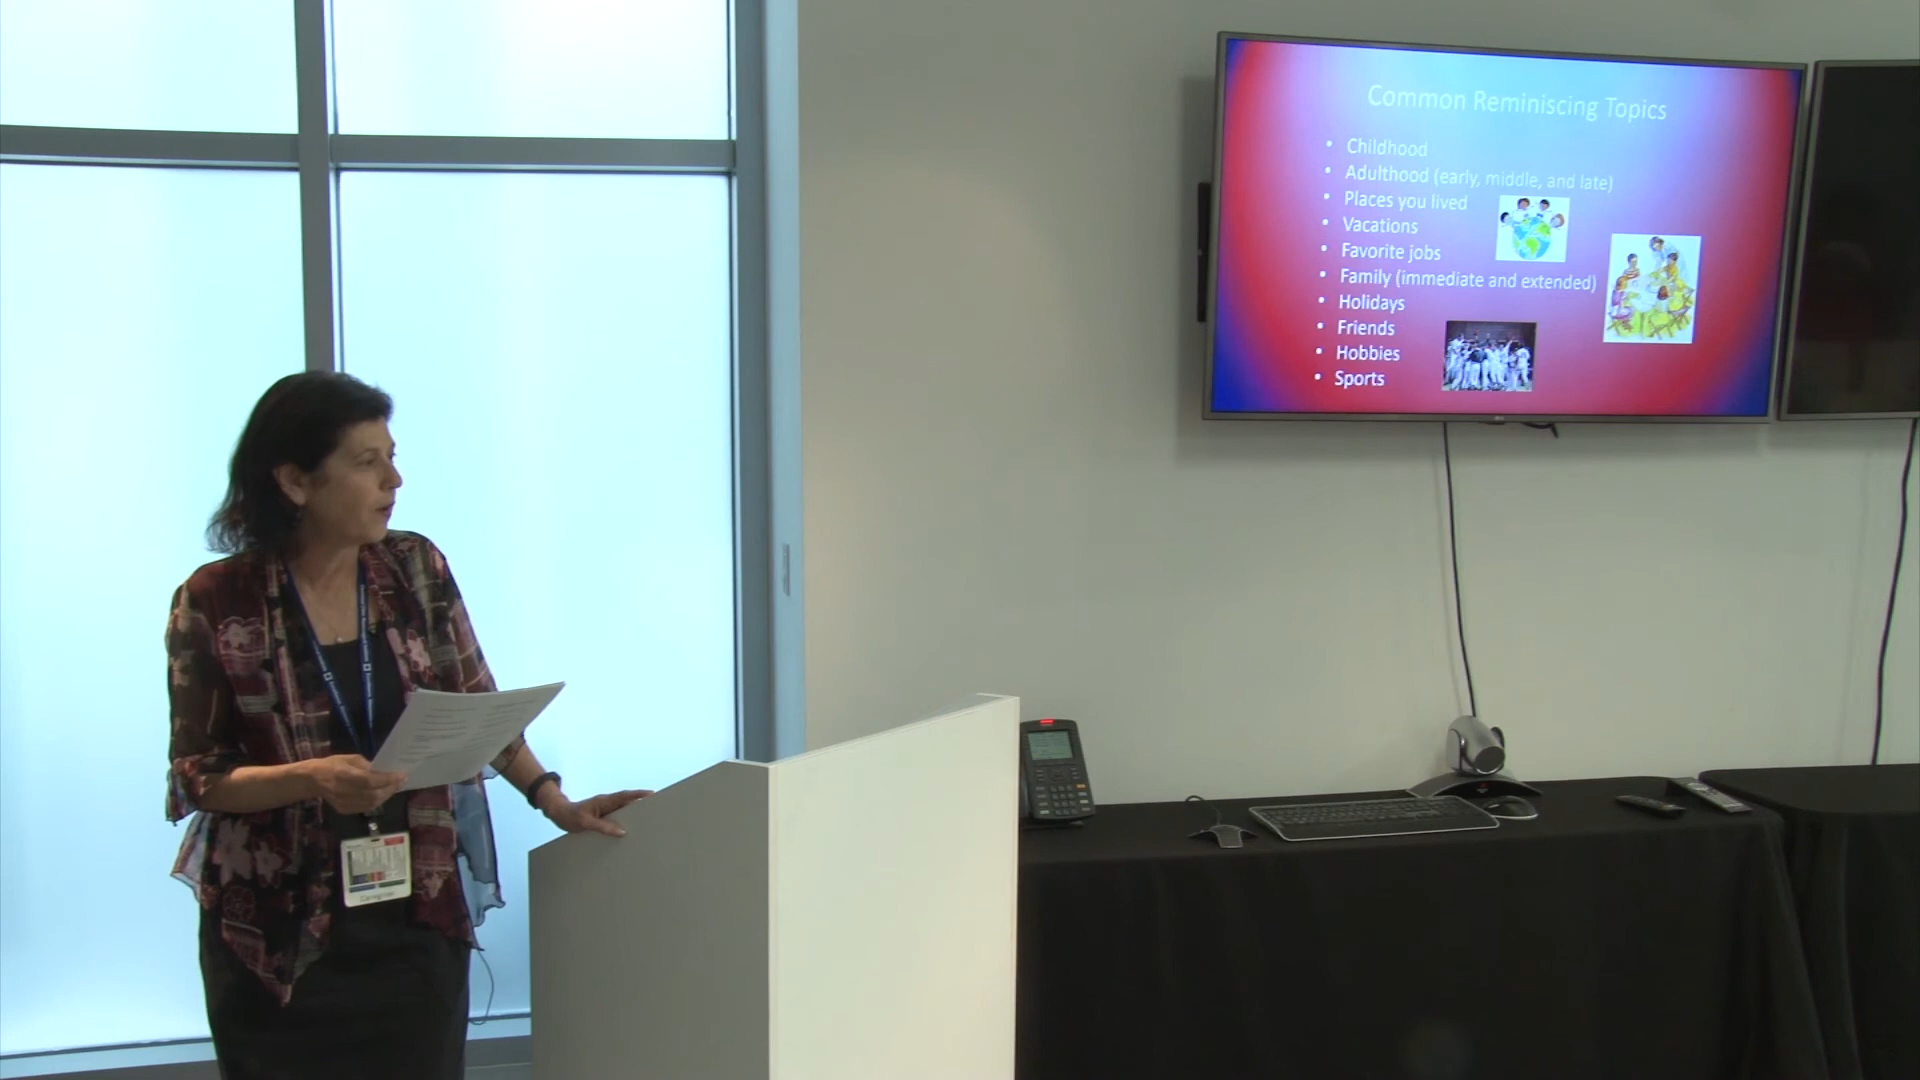 Common Reminiscing Topics
• Childhood
• Adulthood (early, middle, and late)
• Places you lived
• Vacations
• Favorite jobs
• Family (immediate and extended)
• Holidays
• Friends
• Hobbies
• Sports
Caregiver